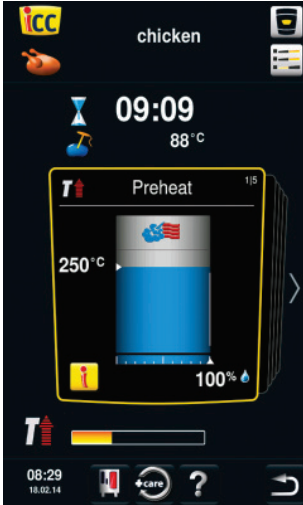 iCC
chicken
09:09
88°C
T
Preheat
1|5
250°C
i
100%
T
08:29
18.02.14
+care
?